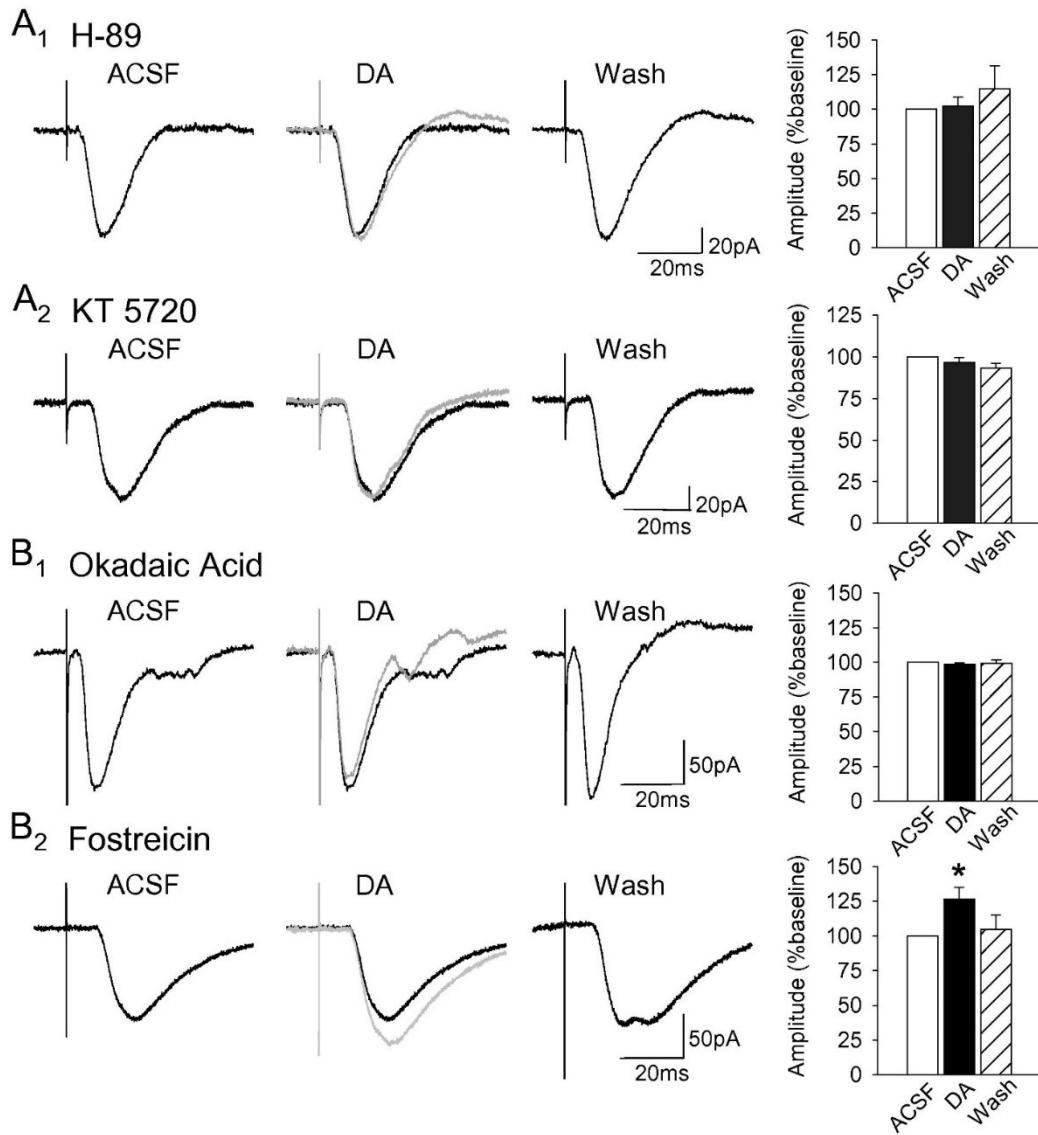 A1 H-89
ACSF DA Wash
20pA
20ms
Amplitude (%baseline)
150
125
100
75
50
25
0
ACSF DA Wash
A2 KT 5720
ACSF DA Wash
20pA
20ms
Amplitude (%baseline)
125
100
75
50
25
0
ACSF DA Wash
B1 Okadaic Acid
ACSF DA Wash
50pA
20ms
Amplitude (%baseline)
150
125
100
75
50
25
0
ACSF DA Wash
B2 Fostreicin
ACSF DA Wash
50pA
20ms
Amplitude (%baseline)
150
125
100
75
50
25
0
*
ACSF DA Wash